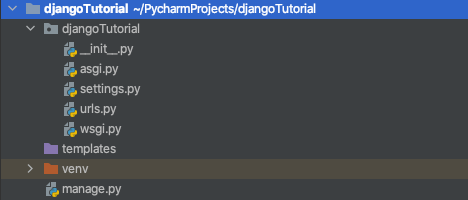 djangoTutorial ~/PycharmProjects/djangoTutorial
djangoTutorial
__init__.py
asgi.py
settings.py
urls.py
wsgi.py
templates
venv
manage.py